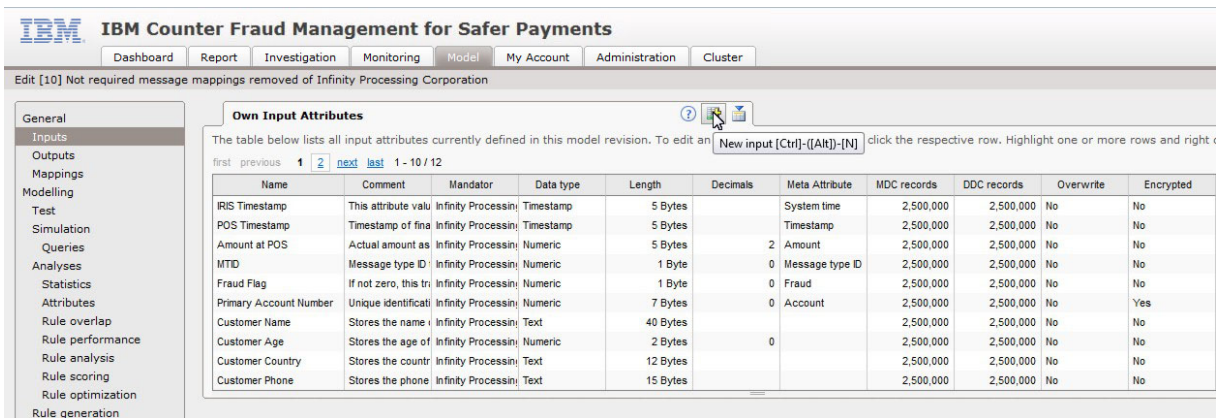 IBM
IBM Counter Fraud Management for Safer Payments
Dashboard Report Investigation Monitoring Model My Account Administration Cluster
Edit [10] Not required message mappings removed of Infinity Processing Corporation
General
Inputs
Outputs
Mappings
Modelling
Test
Simulation
Queries
Analyses
Statistics
Attributes
Rule overlap
Rule performance
Rule analysis
Rule scoring
Rule optimization
Rule generation
Own Input Attributes
?
The table below lists all input attributes currently defined in this model revision. To edit an click the respective row. Highlight one or more rows and right
New input [Ctrl]-([Alt])-[N]
first previous 1 2 next last 1 - 10 / 12
Name Comment Mandator Data type Length Decimals Meta Attribute MDC records DDC records Overwrite Encrypted
IRIS Timestamp This attribute valu Infinity Processin Timestamp 5 Bytes System time 2,500,000 2,500,000 No No
POS Timestamp Timestamp of fina Infinity Processin Timestamp 5 Bytes Timestamp 2,500,000 2,500,000 No No
Amount at POS Actual amount as Infinity Processin Numeric 5 Bytes 2 Amount 2,500,000 2,500,000 No No
MTID Message type ID Infinity Processin Numeric 1 Byte 0 Message type ID 2,500,000 2,500,000 No No
Fraud Flag If not zero, this tr Infinity Processin Numeric 1 Byte 0 Fraud 2,500,000 2,500,000 No No
Primary Account Number Unique identificati Infinity Processin Numeric 7 Bytes 0 Account 2,500,000 2,500,000 No Yes
Customer Name Stores the name Infinity Processin Text 40 Bytes 2,500,000 2,500,000 No No
Customer Age Stores the age of Infinity Processin Numeric 2 Bytes 0 2,500,000 2,500,000 No No
Customer Country Stores the countr Infinity Processin Text 12 Bytes 2,500,000 2,500,000 No No
Customer Phone Stores the phone Infinity Processin Text 15 Bytes 2,500,000 2,500,000 No No